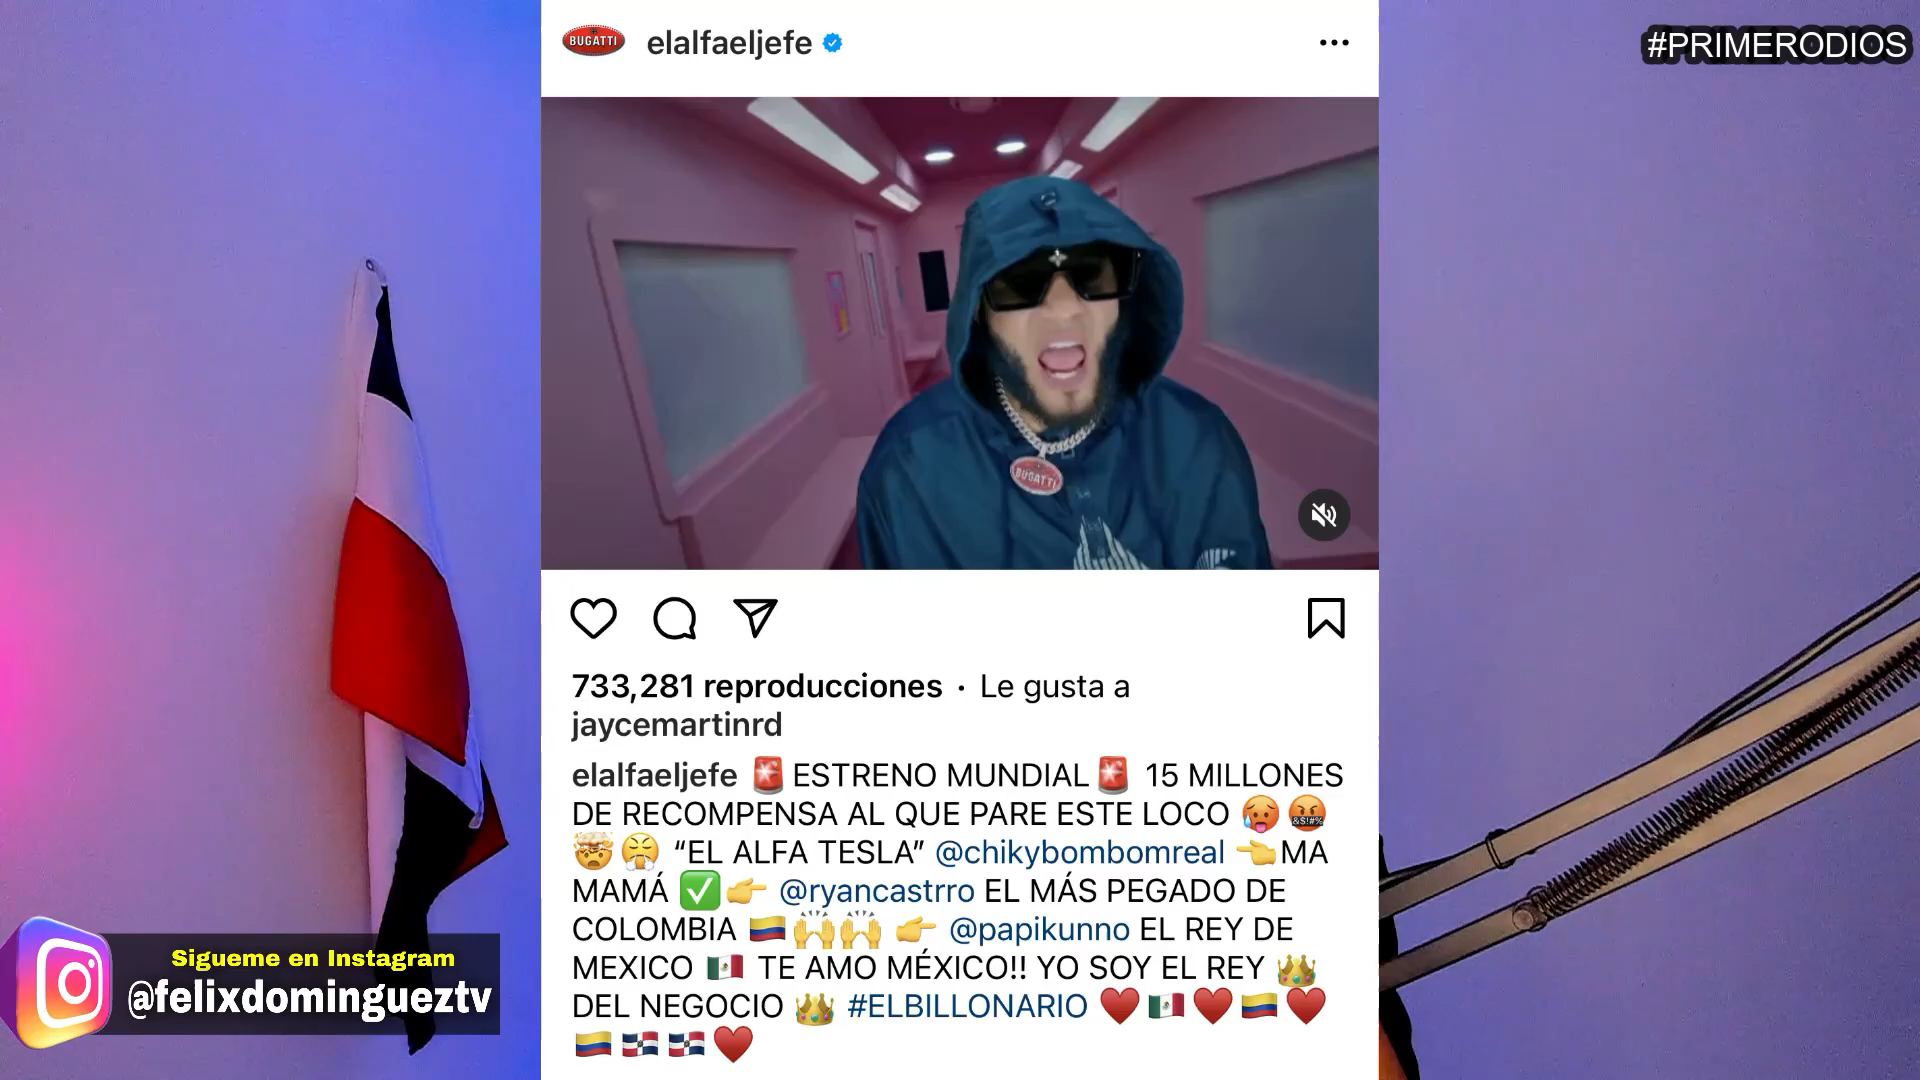 BUGATTI
elalfaeljefe
#PRIMERODIOS
BUGATTI
733,281 reproducciones · Le gusta a
jaycemartinrd
elalfaeljefe 🚨 ESTRENO MUNDIAL 🚨 15 MILLONES
DE RECOMPENSA AL QUE PARE ESTE LOCO 🥵 🤬
🤯 😤 “EL ALFA TESLA” @chikybombomreal 👈MA
MAMÁ ✅👉 @ryancastrro EL MÁS PEGADO DE
COLOMBIA 🇨🇴🙌🙌 👉 @papikunno EL REY DE
MEXICO 🇲🇽 TE AMO MÉXICO!! YO SOY EL REY 👑
DEL NEGOCIO 👑 #ELBILLONARIO ❤️🇲🇽❤️🇨🇴❤️
🇨🇴🇩🇴🇩🇴❤️
Sigueme en Instagram
@felixdomingueztv